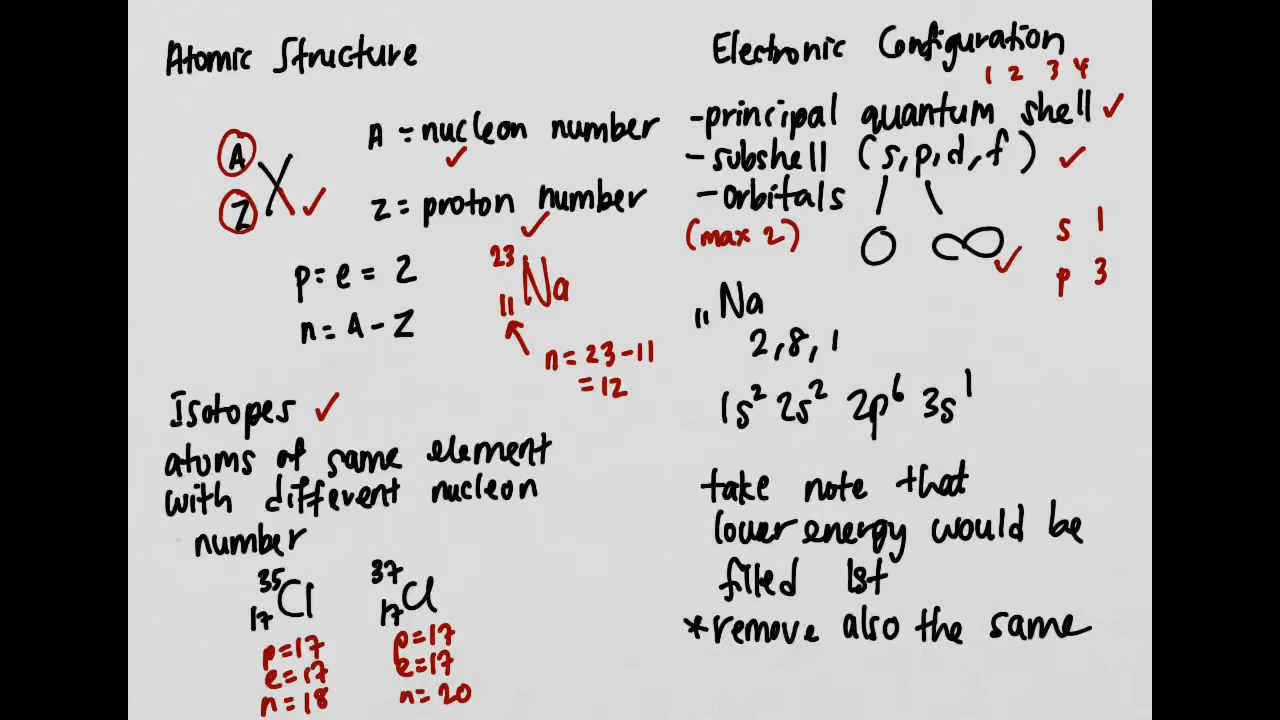 Atomic Structure
A
Z
X
A = nucleon number
Z = proton number
p = e = Z
n = A - Z
23
11
Na
n = 23 - 11
= 12
Isotopes
atoms of same element
with different nucleon
number
35
17
Cl
p = 17
e = 17
n = 18
37
17
Cl
p = 17
e = 17
n = 20
Electronic Configuration
1 2 3 4
- principal quantum shell
- subshell (s, p, d, f)
- orbitals
(max 2)
s 1
p 3
11 Na
2, 8, 1
1s² 2s² 2p⁶ 3s¹
take note that
lower energy would be
filled 1st
* remove also the same